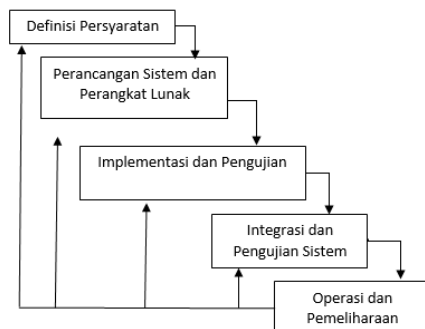 Definisi Persyaratan
Perancangan Sistem dan
Perangkat Lunak
Implementasi dan Pengujian
Integrasi dan
Pengujian Sistem
Operasi dan
Pemeliharaan